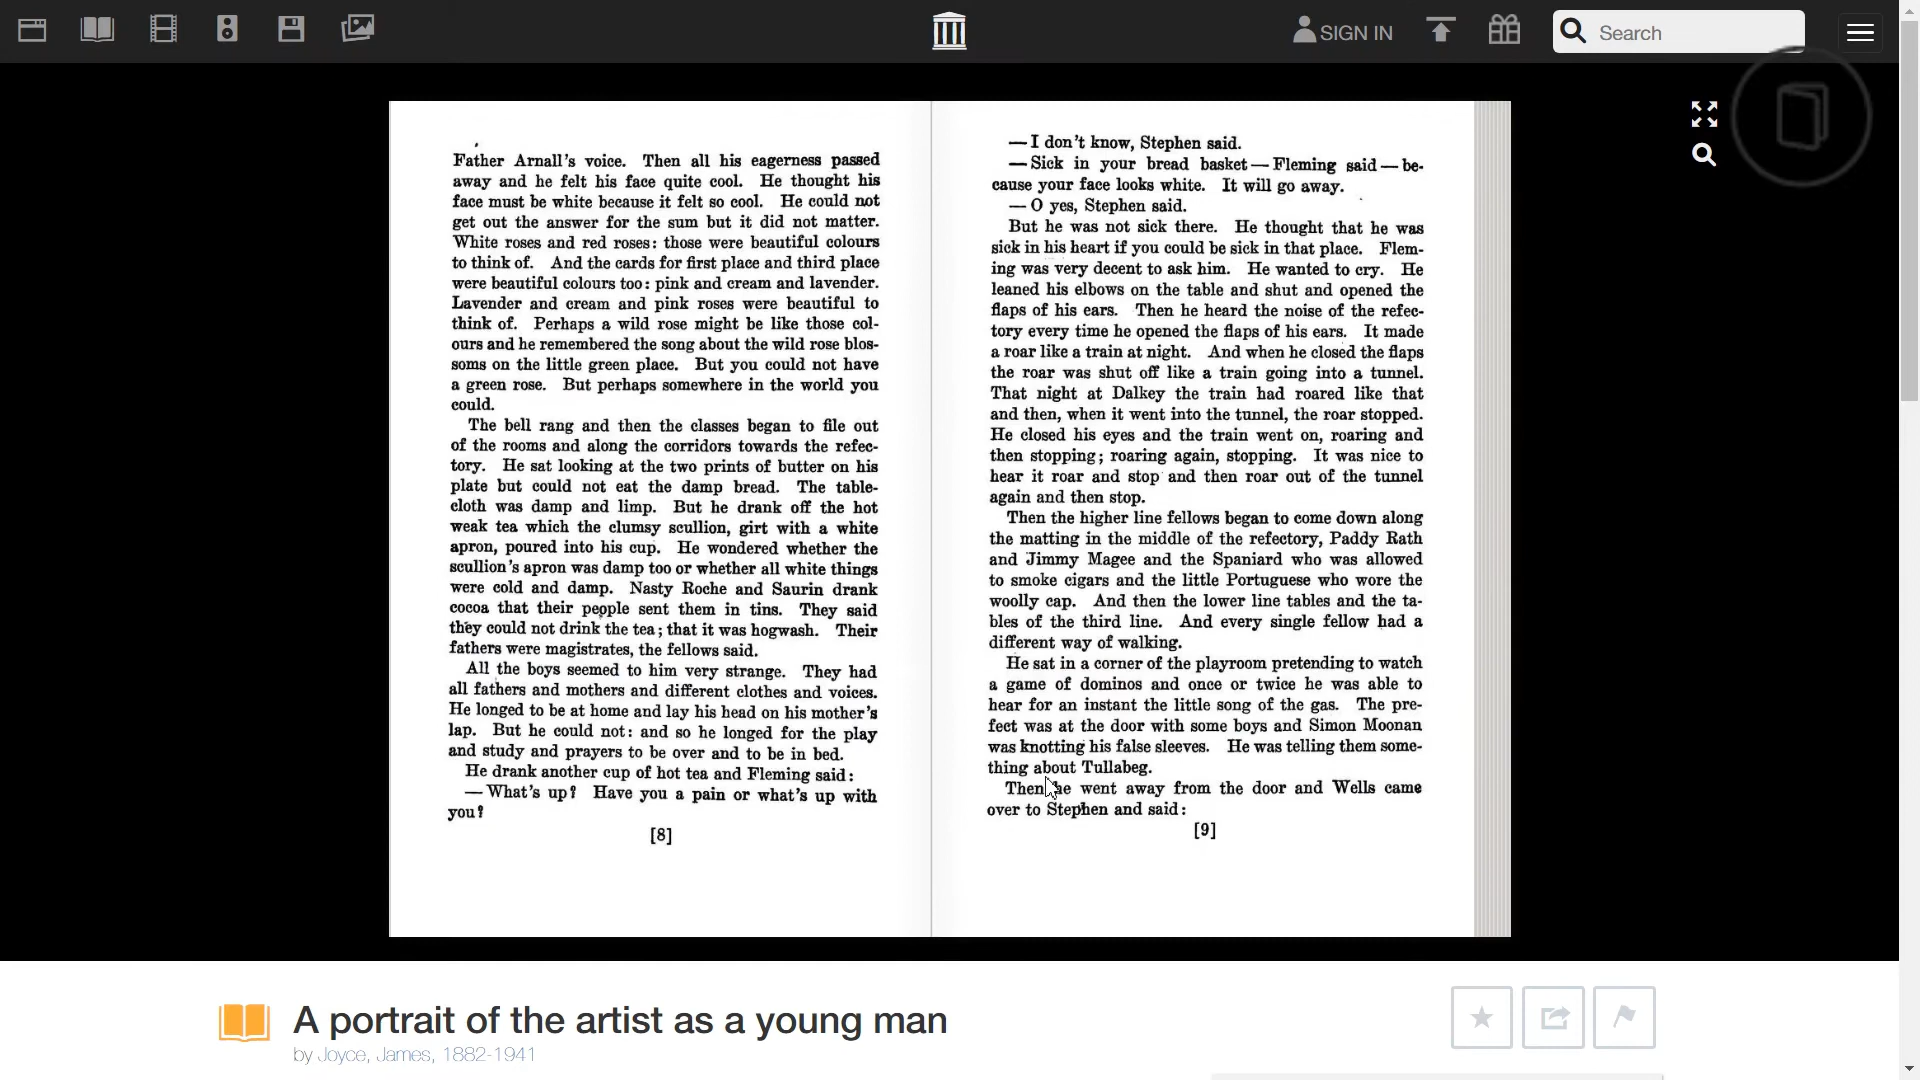 SIGN IN
Search
Father Arnall's voice. Then all his eagerness passed
away and he felt his face quite cool. He thought his
face must be white because it felt so cool. He could not
get out the answer for the sum but it did not matter.
White roses and red roses: those were beautiful colours
to think of. And the cards for first place and third place
were beautiful colours too: pink and cream and lavender.
Lavender and cream and pink roses were beautiful to
think of. Perhaps a wild rose might be like those col-
ours and he remembered the song about the wild rose blos-
soms on the little green place. But you could not have
a green rose. But perhaps somewhere in the world you
could.
The bell rang and then the classes began to file out
of the rooms and along the corridors towards the refec-
tory. He sat looking at the two prints of butter on his
plate but could not eat the damp bread. The table-
cloth was damp and limp. But he drank off the hot
weak tea which the clumsy scullion, girt with a white
apron, poured into his cup. He wondered whether the
scullion's apron was damp too or whether all white things
were cold and damp. Nasty Roche and Saurin drank
cocoa that their people sent them in tins. They said
they could not drink the tea; that it was hogwash. Their
fathers were magistrates, the fellows said.
All the boys seemed to him very strange. They had
all fathers and mothers and different clothes and voices.
He longed to be at home and lay his head on his mother's
lap. But he could not: and so he longed for the play
and study and prayers to be over and to be in bed.
He drank another cup of hot tea and Fleming said:
—What's up? Have you a pain or what's up with
you?
[8]
—I don't know, Stephen said.
—Sick in your bread basket—Fleming said—be-
cause your face looks white. It will go away.
—O yes, Stephen said.
But he was not sick there. He thought that he was
sick in his heart if you could be sick in that place. Flem-
ing was very decent to ask him. He wanted to cry. He
leaned his elbows on the table and shut and opened the
flaps of his ears. Then he heard the noise of the refec-
tory every time he opened the flaps of his ears. It made
a roar like a train at night. And when he closed the flaps
the roar was shut off like a train going into a tunnel.
That night at Dalkey the train had roared like that
and then, when it went into the tunnel, the roar stopped.
He closed his eyes and the train went on, roaring and
then stopping; roaring again, stopping. It was nice to
hear it roar and stop and then roar out of the tunnel
again and then stop.
Then the higher line fellows began to come down along
the matting in the middle of the refectory, Paddy Rath
and Jimmy Magee and the Spaniard who was allowed
to smoke cigars and the little Portuguese who wore the
woolly cap. And then the lower line tables and the ta-
bles of the third line. And every single fellow had a
different way of walking.
He sat in a corner of the playroom pretending to watch
a game of dominos and once or twice he was able to
hear for an instant the little song of the gas. The pre-
fect was at the door with some boys and Simon Moonan
was knotting his false sleeves. He was telling them some-
thing about Tullabeg.
Then he went away from the door and Wells came
over to Stephen and said:
[9]
A portrait of the artist as a young man
by Joyce, James, 1882-1941